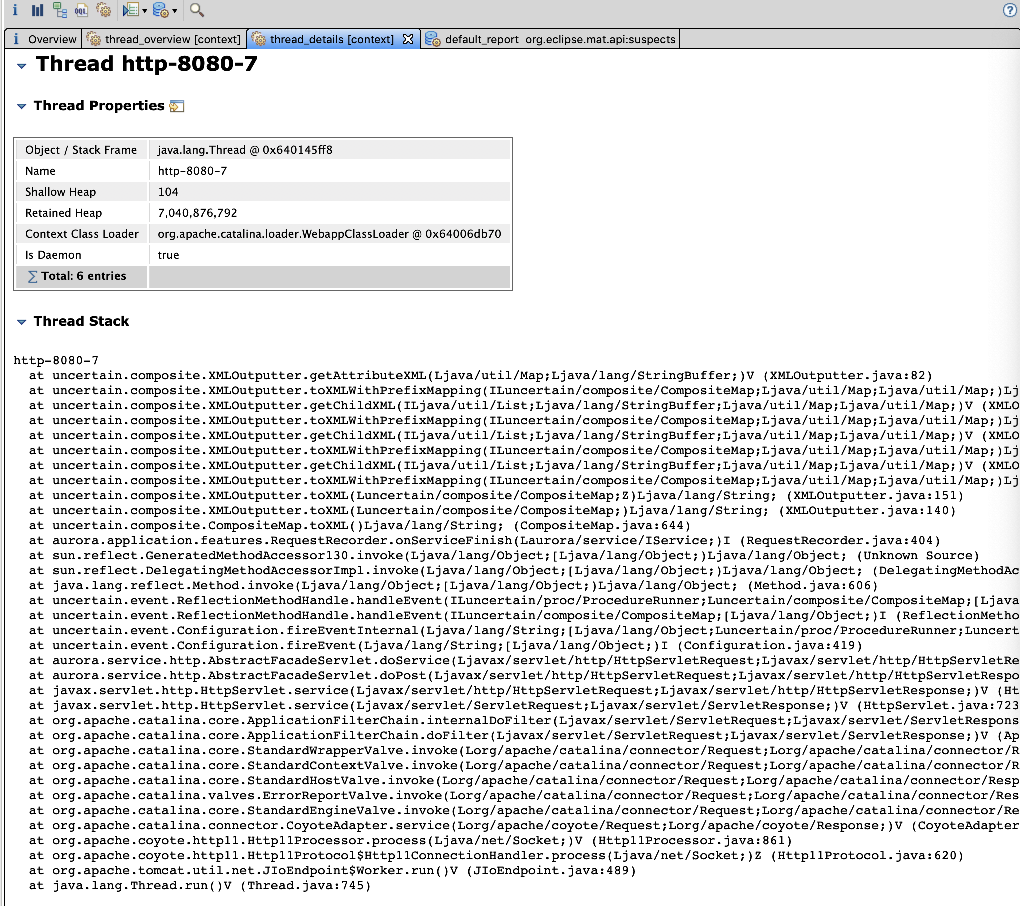 i Overview thread_overview [context] thread_details [context] default_report org.eclipse.mat.api:suspects
Thread http-8080-7
Thread Properties
Object / Stack Frame java.lang.Thread @ 0x640145ff8
Name http-8080-7
Shallow Heap 104
Retained Heap 7,040,876,792
Context Class Loader org.apache.catalina.loader.WebappClassLoader @ 0x64006db70
Is Daemon true
∑ Total: 6 entries
Thread Stack
http-8080-7
at uncertain.composite.XMLOutputter.getAttributeXML(Ljava/util/Map;Ljava/lang/StringBuffer;)V (XMLOutputter.java:82)
at uncertain.composite.XMLOutputter.toXMLWithPrefixMapping(ILuncertain/composite/CompositeMap;Ljava/util/Map;Ljava/util/Map;)Lj
at uncertain.composite.XMLOutputter.getChildXML(ILjava/util/List;Ljava/lang/StringBuffer;Ljava/util/Map;Ljava/util/Map;)V (XMLO
at uncertain.composite.XMLOutputter.toXMLWithPrefixMapping(ILuncertain/composite/CompositeMap;Ljava/util/Map;Ljava/util/Map;)Lj
at uncertain.composite.XMLOutputter.getChildXML(ILjava/util/List;Ljava/lang/StringBuffer;Ljava/util/Map;Ljava/util/Map;)V (XMLO
at uncertain.composite.XMLOutputter.toXMLWithPrefixMapping(ILuncertain/composite/CompositeMap;Ljava/util/Map;Ljava/util/Map;)Lj
at uncertain.composite.XMLOutputter.getChildXML(ILjava/util/List;Ljava/lang/StringBuffer;Ljava/util/Map;Ljava/util/Map;)V (XMLO
at uncertain.composite.XMLOutputter.toXMLWithPrefixMapping(ILuncertain/composite/CompositeMap;Ljava/util/Map;Ljava/util/Map;)Lj
at uncertain.composite.XMLOutputter.toXML(Luncertain/composite/CompositeMap;Z)Ljava/lang/String; (XMLOutputter.java:151)
at uncertain.composite.XMLOutputter.toXML(Luncertain/composite/CompositeMap;)Ljava/lang/String; (XMLOutputter.java:140)
at uncertain.composite.CompositeMap.toXML()Ljava/lang/String; (CompositeMap.java:644)
at aurora.application.features.RequestRecorder.onServiceFinish(Laurora/service/IService;)I (RequestRecorder.java:404)
at sun.reflect.GeneratedMethodAccessor130.invoke(Ljava/lang/Object;[Ljava/lang/Object;)Ljava/lang/Object; (Unknown Source)
at sun.reflect.DelegatingMethodAccessorImpl.invoke(Ljava/lang/Object;[Ljava/lang/Object;)Ljava/lang/Object; (DelegatingMethodAc
at java.lang.reflect.Method.invoke(Ljava/lang/Object;[Ljava/lang/Object;)Ljava/lang/Object; (Method.java:606)
at uncertain.event.ReflectionMethodHandle.handleEvent(ILuncertain/proc/ProcedureRunner;Luncertain/composite/CompositeMap;[Ljava
at uncertain.event.ReflectionMethodHandle.handleEvent(ILuncertain/composite/CompositeMap;[Ljava/lang/Object;)I (ReflectionMetho
at uncertain.event.Configuration.fireEventInternal(Ljava/lang/String;[Ljava/lang/Object;Luncertain/proc/ProcedureRunner;Luncert
at uncertain.event.Configuration.fireEvent(Ljava/lang/String;[Ljava/lang/Object;)I (Configuration.java:419)
at aurora.service.http.AbstractFacadeServlet.doService(Ljavax/servlet/http/HttpServletRequest;Ljavax/servlet/http/HttpServletRe
at aurora.service.http.AbstractFacadeServlet.doPost(Ljavax/servlet/http/HttpServletRequest;Ljavax/servlet/http/HttpServletRespo
at javax.servlet.http.HttpServlet.service(Ljavax/servlet/http/HttpServletRequest;Ljavax/servlet/http/HttpServletResponse;)V (Ht
at javax.servlet.http.HttpServlet.service(Ljavax/servlet/ServletRequest;Ljavax/servlet/ServletResponse;)V (HttpServlet.java:723
at org.apache.catalina.core.ApplicationFilterChain.internalDoFilter(Ljavax/servlet/ServletRequest;Ljavax/servlet/ServletRespons
at org.apache.catalina.core.ApplicationFilterChain.doFilter(Ljavax/servlet/ServletRequest;Ljavax/servlet/ServletResponse;)V (Ap
at org.apache.catalina.core.StandardWrapperValve.invoke(Lorg/apache/catalina/connector/Request;Lorg/apache/catalina/connector/R
at org.apache.catalina.core.StandardContextValve.invoke(Lorg/apache/catalina/connector/Request;Lorg/apache/catalina/connector/R
at org.apache.catalina.core.StandardHostValve.invoke(Lorg/apache/catalina/connector/Request;Lorg/apache/catalina/connector/Resp
at org.apache.catalina.valves.ErrorReportValve.invoke(Lorg/apache/catalina/connector/Request;Lorg/apache/catalina/connector/Res
at org.apache.catalina.core.StandardEngineValve.invoke(Lorg/apache/catalina/connector/Request;Lorg/apache/catalina/connector/Re
at org.apache.catalina.connector.CoyoteAdapter.service(Lorg/apache/coyote/Request;Lorg/apache/coyote/Response;)V (CoyoteAdapter
at org.apache.coyote.http11.Http11Processor.process(Ljava/net/Socket;)V (Http11Processor.java:861)
at org.apache.coyote.http11.Http11Protocol$Http11ConnectionHandler.process(Ljava/net/Socket;)Z (Http11Protocol.java:620)
at org.apache.tomcat.util.net.JIoEndpoint$Worker.run()V (JIoEndpoint.java:489)
at java.lang.Thread.run()V (Thread.java:745)